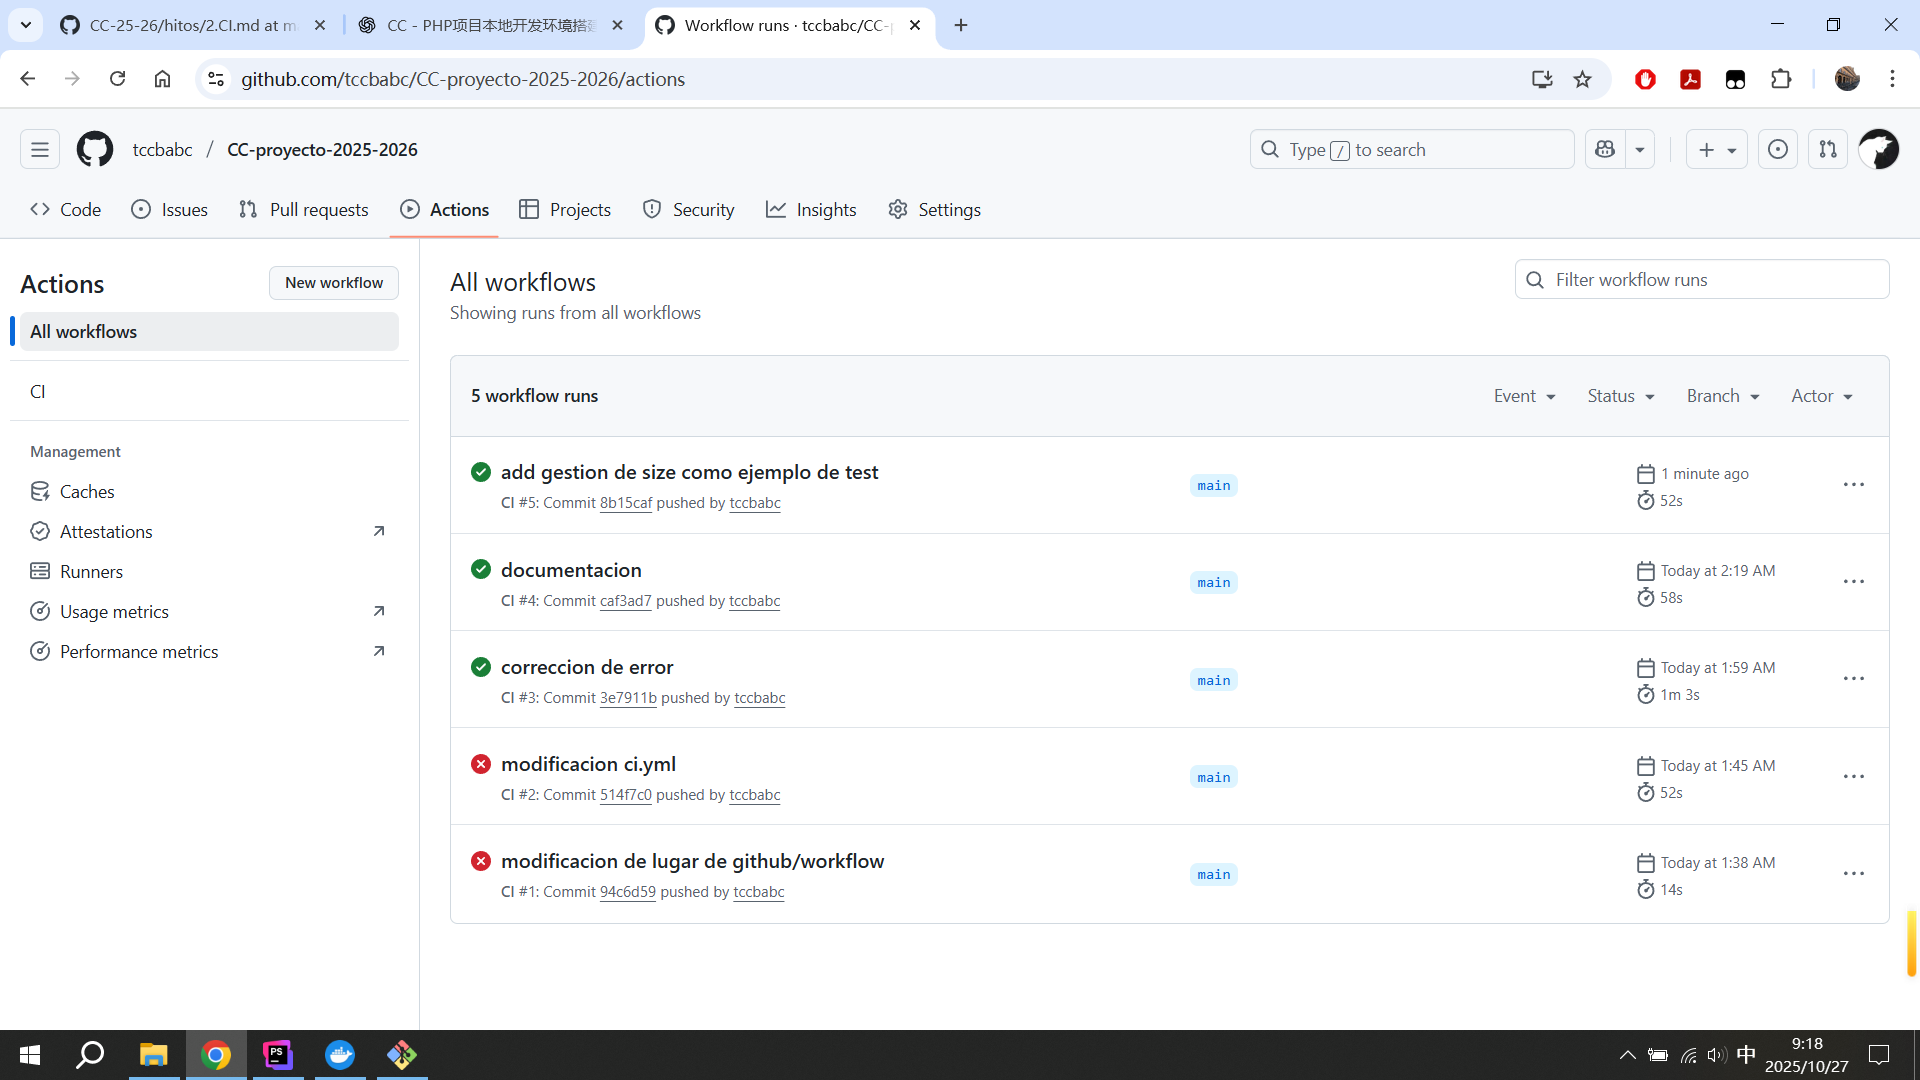 CC-25-26/hitos/2.CI.md at m
CC - PHP项目本地开发环境搭建
Workflow runs · tccbabc/CC-p
github.com/tccbabc/CC-proyecto-2025-2026/actions
tccbabc / CC-proyecto-2025-2026
Type / to search
Code
Issues
Pull requests
Actions
Projects
Security
Insights
Settings
Actions
New workflow
All workflows
CI
Management
Caches
Attestations
Runners
Usage metrics
Performance metrics
All workflows
Showing runs from all workflows
Filter workflow runs
5 workflow runs
Event
Status
Branch
Actor
add gestion de size como ejemplo de test
CI #5: Commit 8b15caf pushed by tccbabc
main
1 minute ago
52s
documentacion
CI #4: Commit caf3ad7 pushed by tccbabc
main
Today at 2:19 AM
58s
correccion de error
CI #3: Commit 3e7911b pushed by tccbabc
main
Today at 1:59 AM
1m 3s
modificacion ci.yml
CI #2: Commit 514f7c0 pushed by tccbabc
main
Today at 1:45 AM
52s
modificacion de lugar de github/workflow
CI #1: Commit 94c6d59 pushed by tccbabc
main
Today at 1:38 AM
14s
PS
中
9:18
2025/10/27